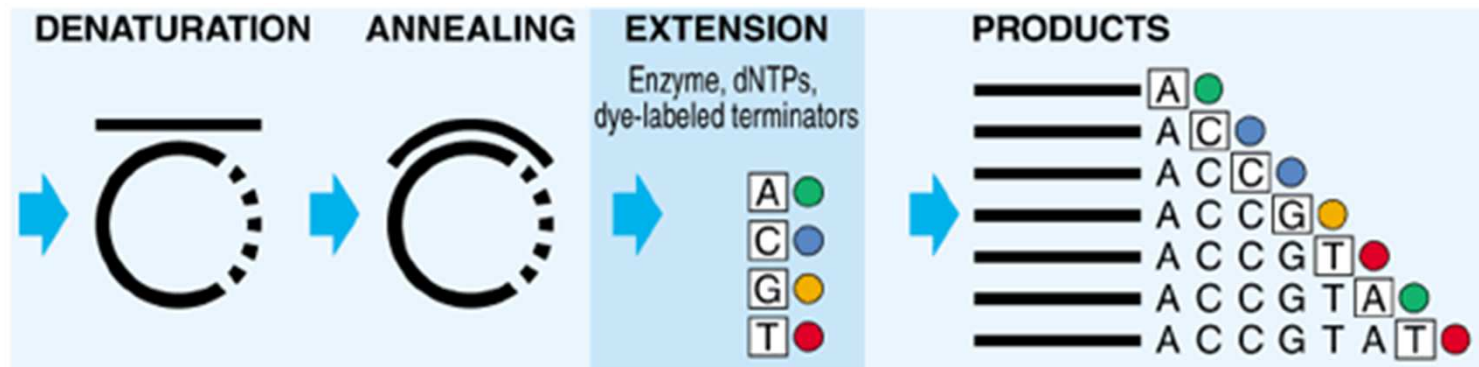 DENATURATION
ANNEALING
EXTENSION
Enzyme, dNTPs,
dye-labeled terminators
A
C
G
T
PRODUCTS
A
A C
A C C
A C C G
A C C G T
A C C G T A
A C C G T A T